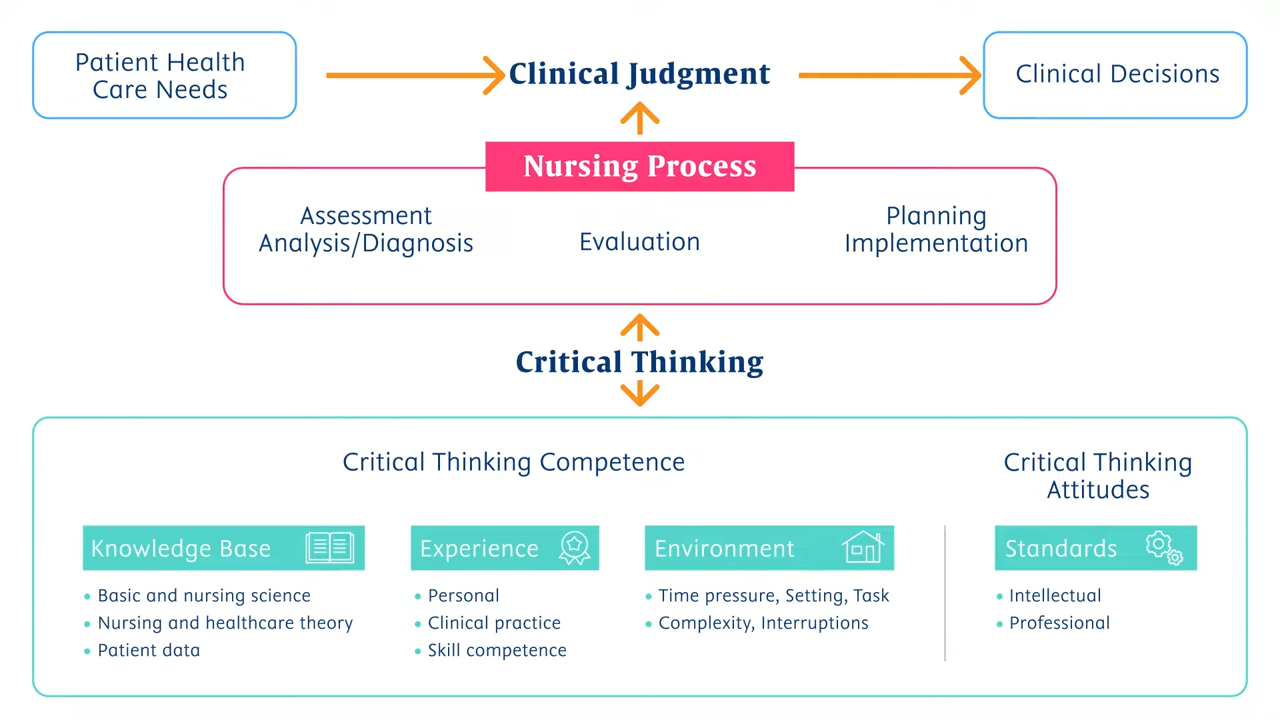 Patient Health
Care Needs
Clinical Judgment
Clinical Decisions
Nursing Process
Assessment
Analysis/Diagnosis
Evaluation
Planning
Implementation
Critical Thinking
Critical Thinking Competence
Critical Thinking
Attitudes
Knowledge Base
• Basic and nursing science
• Nursing and healthcare theory
• Patient data
Experience
• Personal
• Clinical practice
• Skill competence
Environment
• Time pressure, Setting, Task
• Complexity, Interruptions
Standards
• Intellectual
• Professional